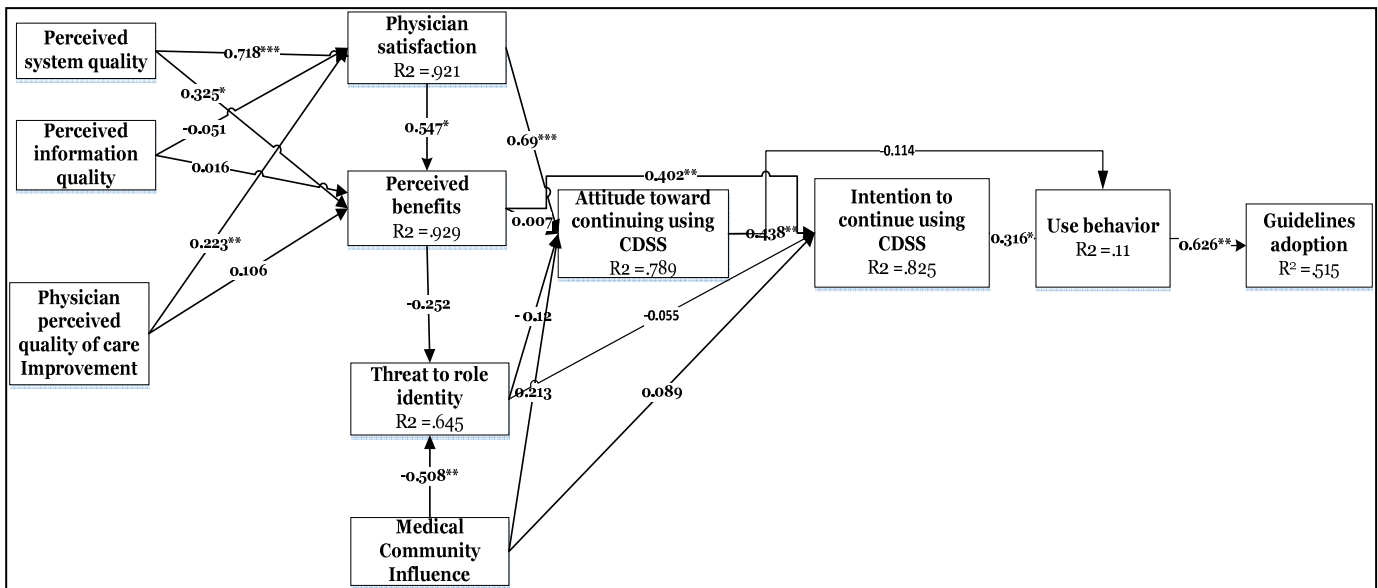 Perceived
system quality
Perceived
information
quality
Physician
perceived
quality of care
Improvement
0.718***
0.325*
-0.051
0.016
0.223**
0.106
Physician
satisfaction
R2 =.921
0.547*
Perceived
benefits
R2 =.929
-0.252
Threat to role
identity
R2 =.645
-0.508**
Medical
Community
Influence
0.69***
0.007
- 0.12
0.213
Attitude toward
continuing using
CDSS
R2 =.789
0.402**
0.438**
-0.055
0.089
-0.114
Intention to
continue using
CDSS
R2 =.825
0.316*
Use behavior
R2 =.11
0.626**
Guidelines
adoption
R² =.515